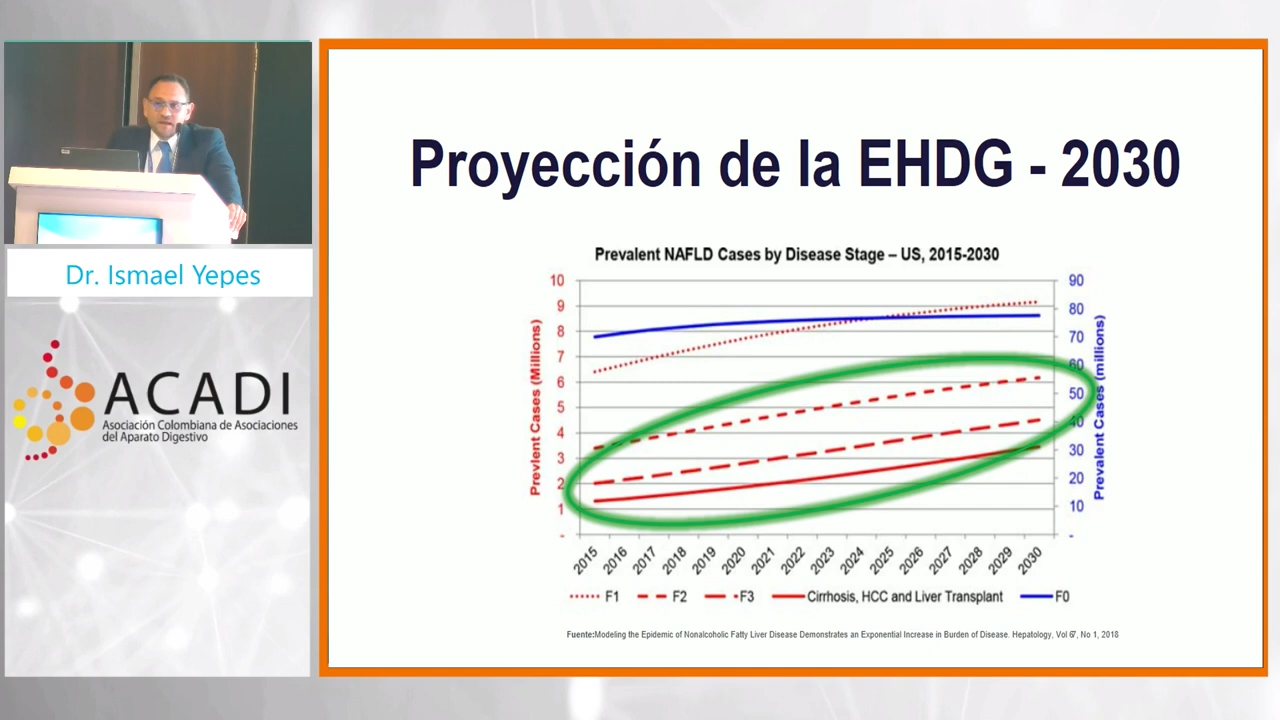 Proyección de la EHDG - 2030
Dr. Ismael Yepes
ACADI
Asociación Colombiana de Asociaciones
del Aparato Digestivo
Prevalent NAFLD Cases by Disease Stage – US, 2015-2030
Prevlent Cases (Millions)
10
9
8
7
6
5
4
3
2
1
-
90
80
70
60
50
40
30
20
10
-
Prevalent Cases (millions)
2015 2016 2017 2018 2019 2020 2021 2022 2023 2024 2025 2026 2027 2028 2029 2030
F1 F2 F3 Cirrhosis, HCC and Liver Transplant F0
Fuente:Modeling the Epidemic of Nonalcoholic Fatty Liver Disease Demonstrates an Exponential Increase in Burden of Disease. Hepatology, Vol 67, No 1, 2018